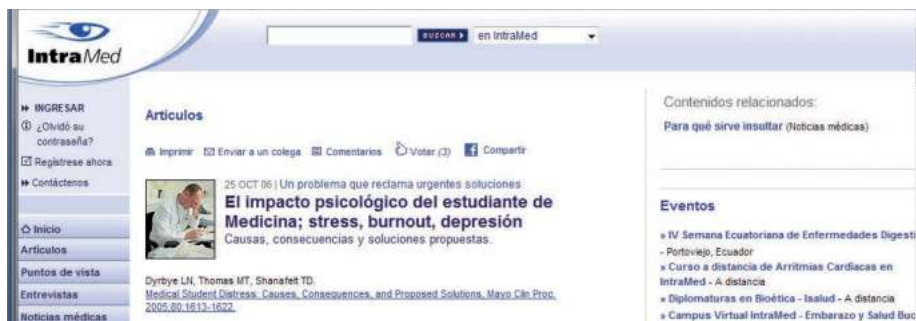 BUSCAR
en IntraMed
IntraMed
INGRESAR
¿Olvidó su
contraseña?
Registrese ahora
Contáctenos
Inicio
Articulos
Puntos de vista
Entrevistas
Noticias médicas
Articulos
Imprimir Enviar a un colega Comentarios Votar (3) Compartir
25 OCT 06 | Un problema que reclama urgentes soluciones
El impacto psicológico del estudiante de
Medicina; stress, burnout, depresión
Causas, consecuencias y soluciones propuestas.
Dyrbye LN, Thomas MT, Shanafelt TD.
Medical Student Distress: Causes, Consequences, and Proposed Solutions, Mayo Clin Proc.
2005;80:1613-1622.
Contenidos relacionados:
Para qué sirve insultar (Noticias médicas)
Eventos
» IV Semana Ecuatoriana de Enfermedades Digesti
- Portoviejo, Ecuador
» Curso a distancia de Arritmias Cardíacas en
IntraMed - A distancia
» Diplomaturas en Bioética - Isalud - A distancia
» Campus Virtual IntraMed - Embarazo y Salud Buc